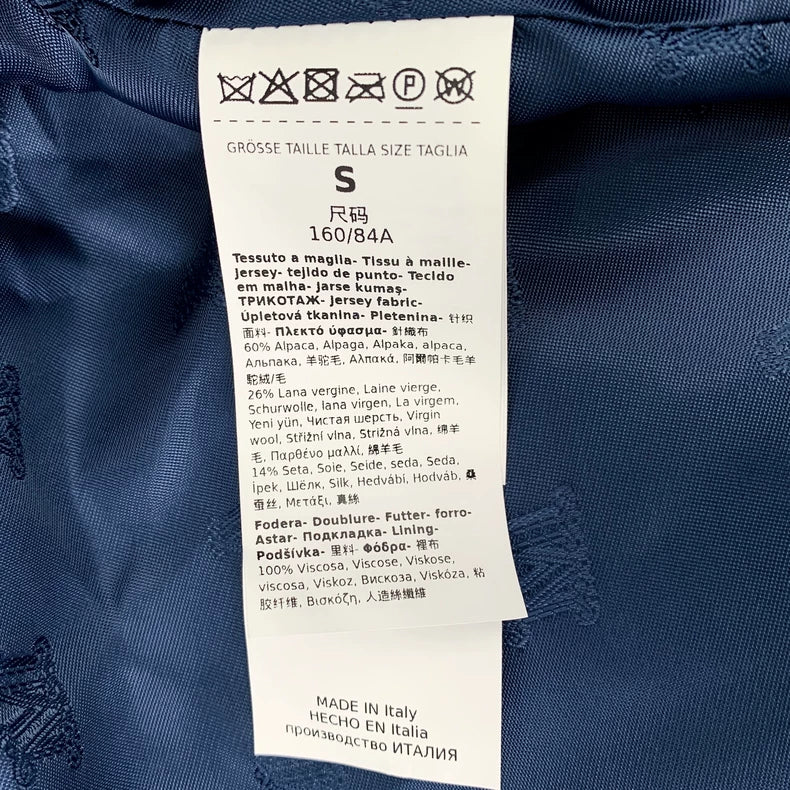 P W
GRÖSSE TAILLE TALLA SIZE TAGLIA
S
尺码
160/84A
Tessuto a maglia- Tissu à maille-
jersey- tejido de punto- Tecido
em malha- jarse kumaş-
ТРИКОТАЖ- jersey fabric-
Úpletová tkanina- Pletenina- 针织
面料- Πλεκτό ύφασμα- 針織布
60% Alpaca, Alpaga, Alpaka, alpaca,
Альпака, 羊驼毛, Αλπακά, 阿爾帕卡毛羊
駝絨/毛
26% Lana vergine, Laine vierge,
Schurwolle, lana virgen, La virgem,
Yeni yün, Чистая шерсть, Virgin
wool, Střižní vlna, Strižná vlna, 绵羊
毛, Παρθένο μαλλί, 綿羊毛
14% Seta, Soie, Seide, seda, Seda,
İpek, Шёлк, Silk, Hedvábí, Hodváb, 桑
蚕丝, Μετάξι, 真絲
Fodera- Doublure- Futter- forro-
Astar- Подкладка- Lining-
Podšívka- 里料- Φόδρα- 裡布
100% Viscosa, Viscose, Viskose,
viscosa, Viskoz, Вискоза, Viskóza, 粘
胶纤维, Βισκόζη, 人造絲纖維
MADE IN Italy
HECHO EN Italia
производство ИТАЛИЯ